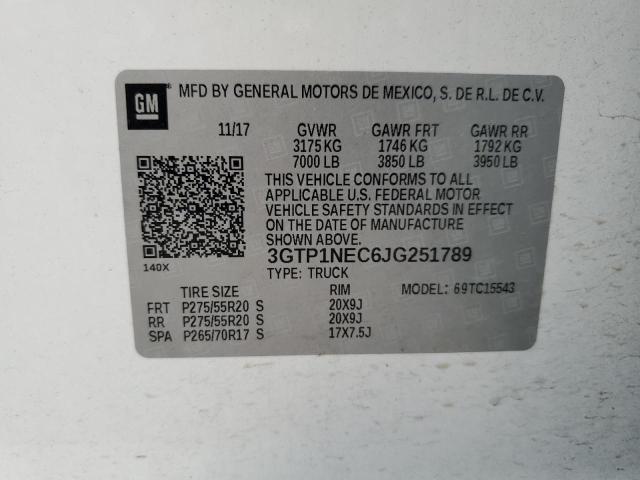 GM MFD BY GENERAL MOTORS DE MEXICO, S. DE R.L. DE C.V.
11/17 GVWR GAWR FRT GAWR RR
3175 KG 1746 KG 1792 KG
7000 LB 3850 LB 3950 LB
THIS VEHICLE CONFORMS TO ALL
APPLICABLE U.S. FEDERAL MOTOR
VEHICLE SAFETY STANDARDS IN EFFECT
ON THE DATE OF MANUFACTURE
SHOWN ABOVE.
3GTP1NEC6JG251789
140X TYPE: TRUCK
TIRE SIZE RIM MODEL: 69TC15543
FRT P275/55R20 S 20X9J
RR P275/55R20 S 20X9J
SPA P265/70R17 S 17X7.5J